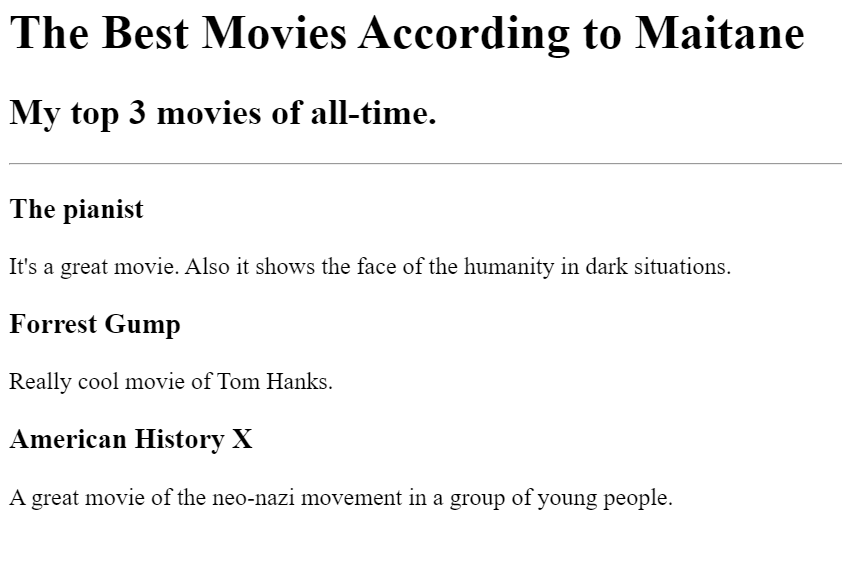 The Best Movies According to Maitane
My top 3 movies of all-time.
The pianist
It's a great movie. Also it shows the face of the humanity in dark situations.
Forrest Gump
Really cool movie of Tom Hanks.
American History X
A great movie of the neo-nazi movement in a group of young people.